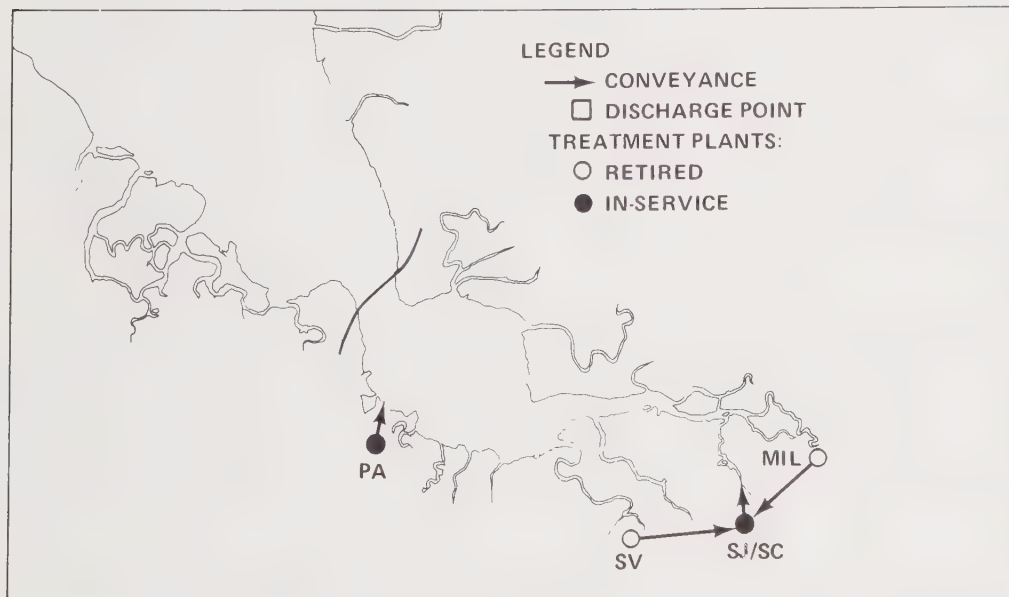 LEGEND
CONVEYANCE
DISCHARGE POINT
TREATMENT PLANTS:
RETIRED
IN-SERVICE
PA
MIL
SV
SJ/SC